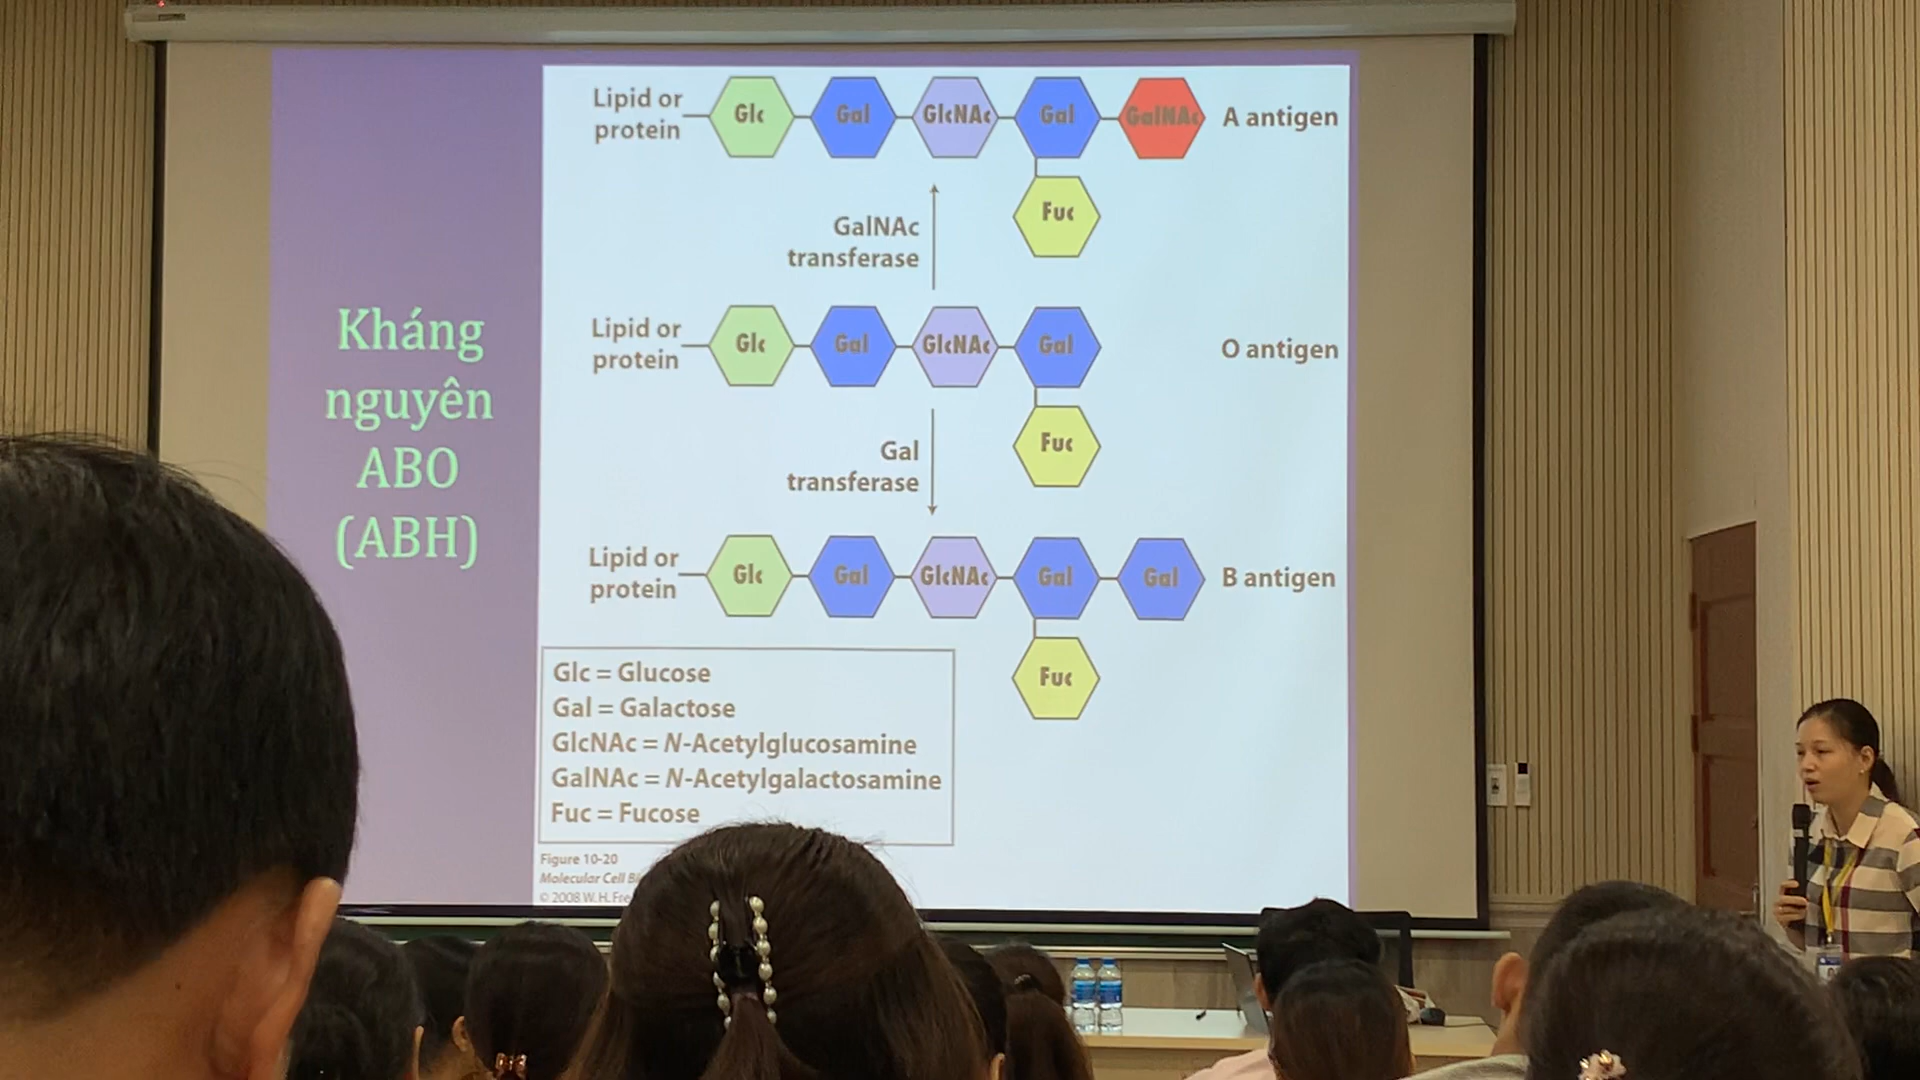 Kháng
nguyên
ABO
(ABH)
Lipid or
protein
Glc
Gal
GlcNAc
Gal
GalNAc
A antigen
Fuc
GalNAc
transferase
Lipid or
protein
Glc
Gal
GlcNAc
Gal
O antigen
Fuc
Gal
transferase
Lipid or
protein
Glc
Gal
GlcNAc
Gal
Gal
B antigen
Fuc
Glc = Glucose
Gal = Galactose
GlcNAc = N-Acetylglucosamine
GalNAc = N-Acetylgalactosamine
Fuc = Fucose
Figure 10-20
Molecular Cell
© 2008 W.H.